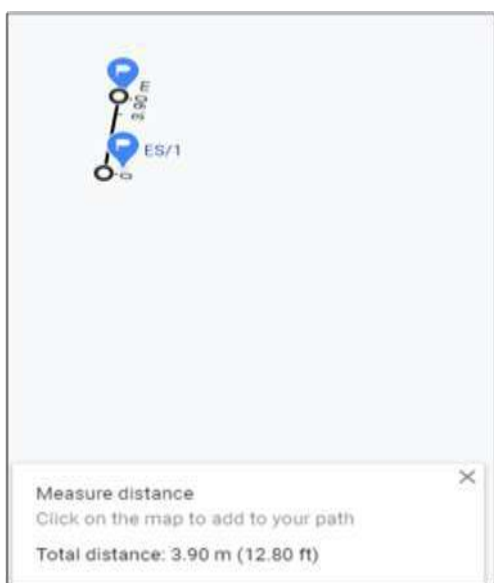 3.90 m
ES/1
0
Measure distance
Click on the map to add to your path
Total distance: 3.90 m (12.80 ft)